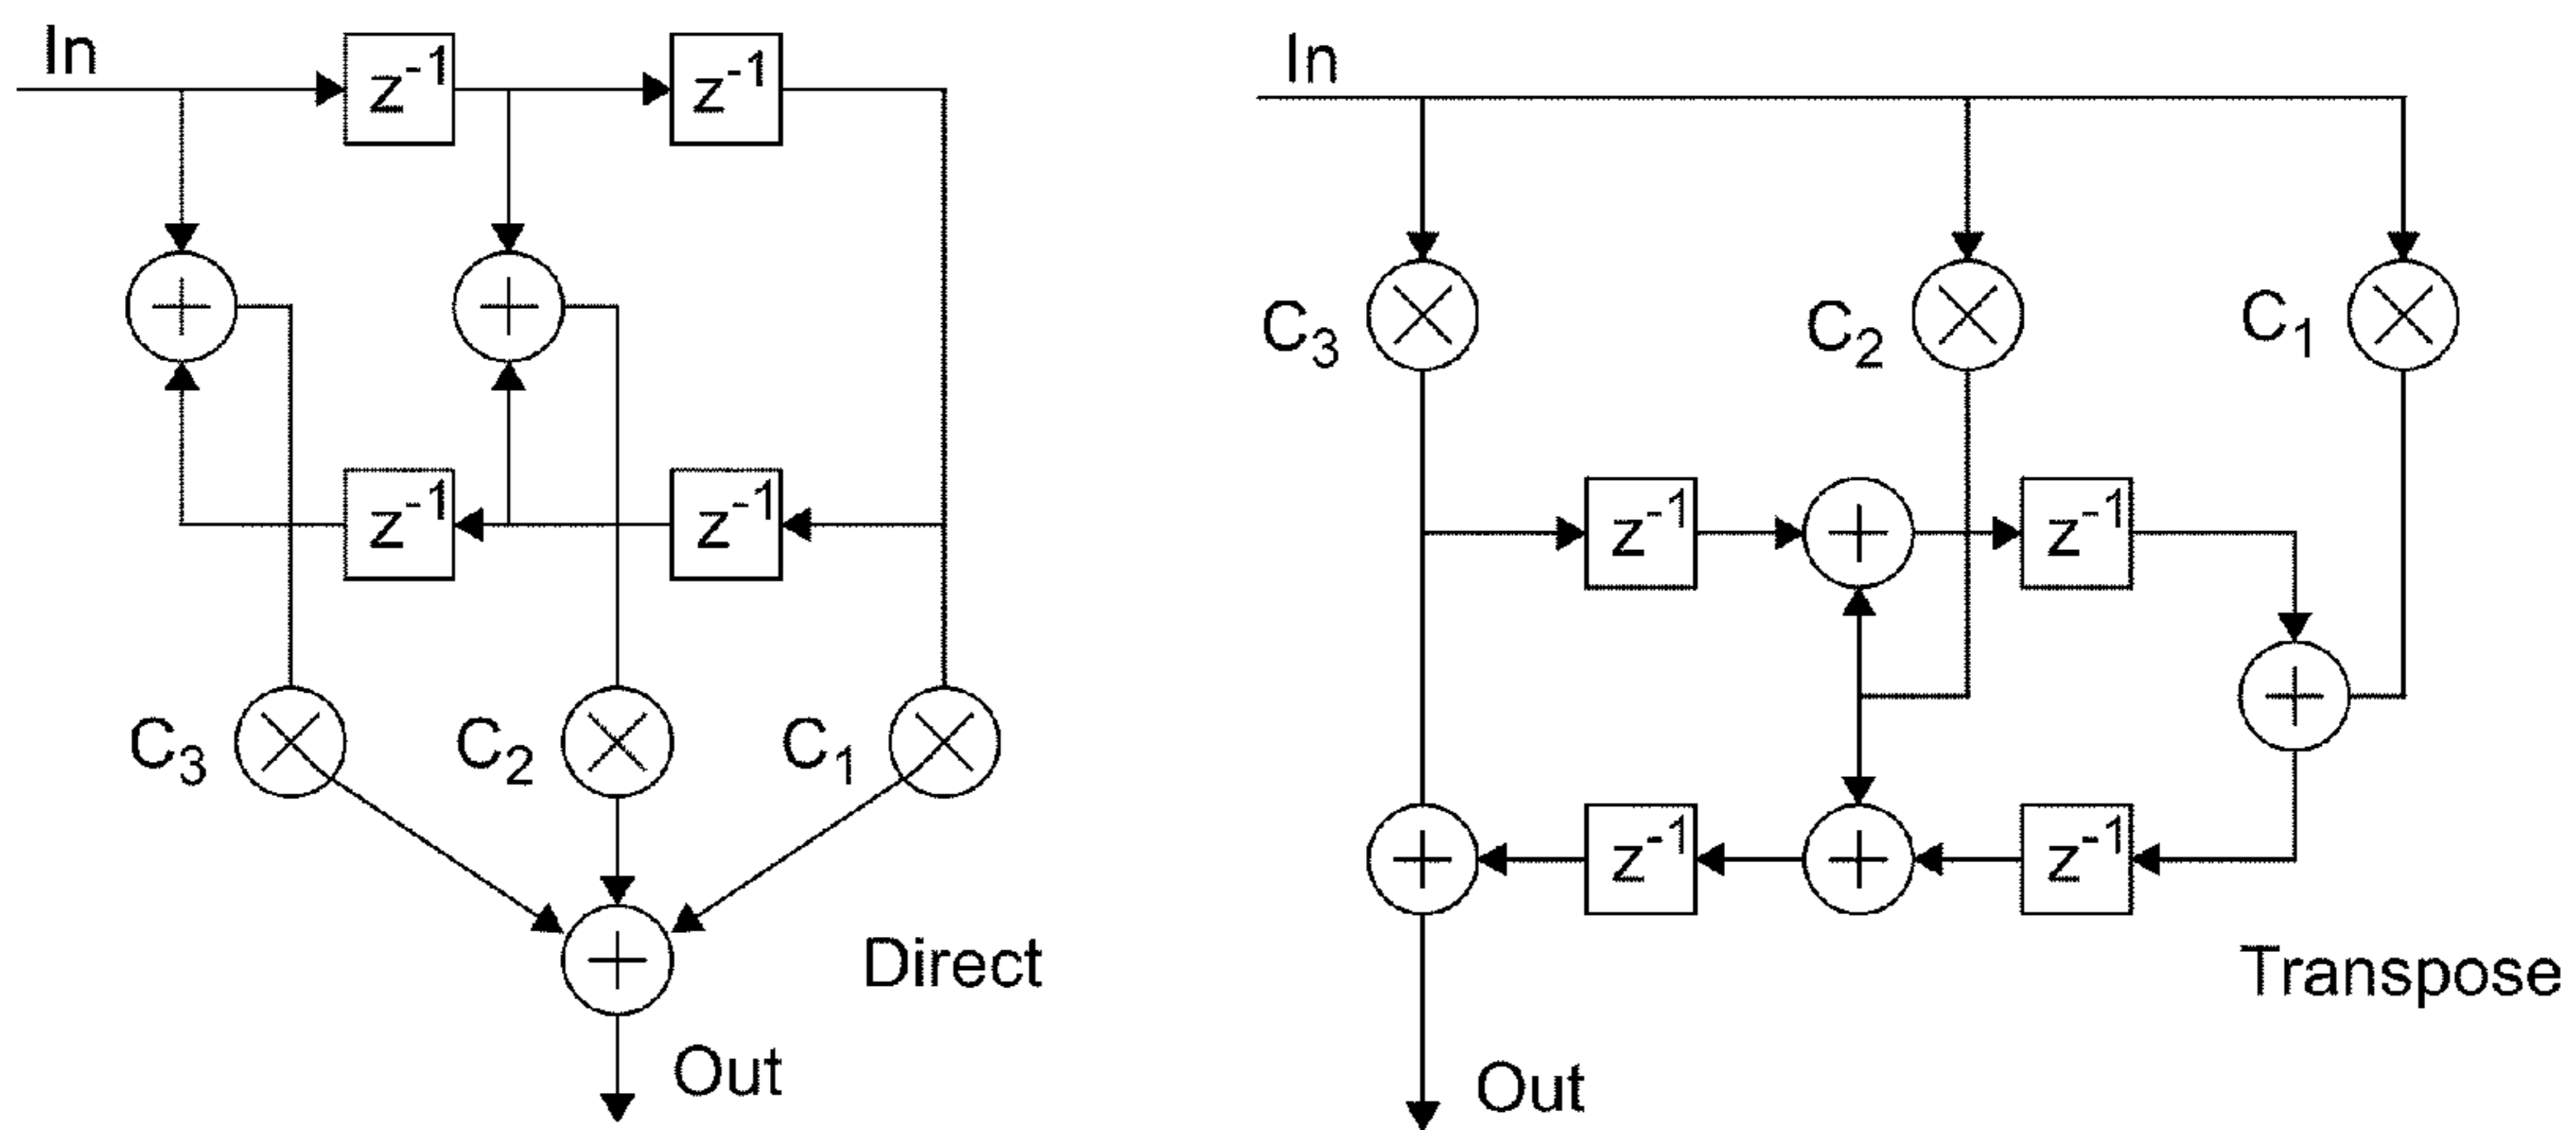 In
z⁻¹
z⁻¹
z⁻¹
z⁻¹
C₃
C₂
C₁
Direct
Out
In
C₃
C₂
C₁
z⁻¹
z⁻¹
z⁻¹
z⁻¹
Transpose
Out